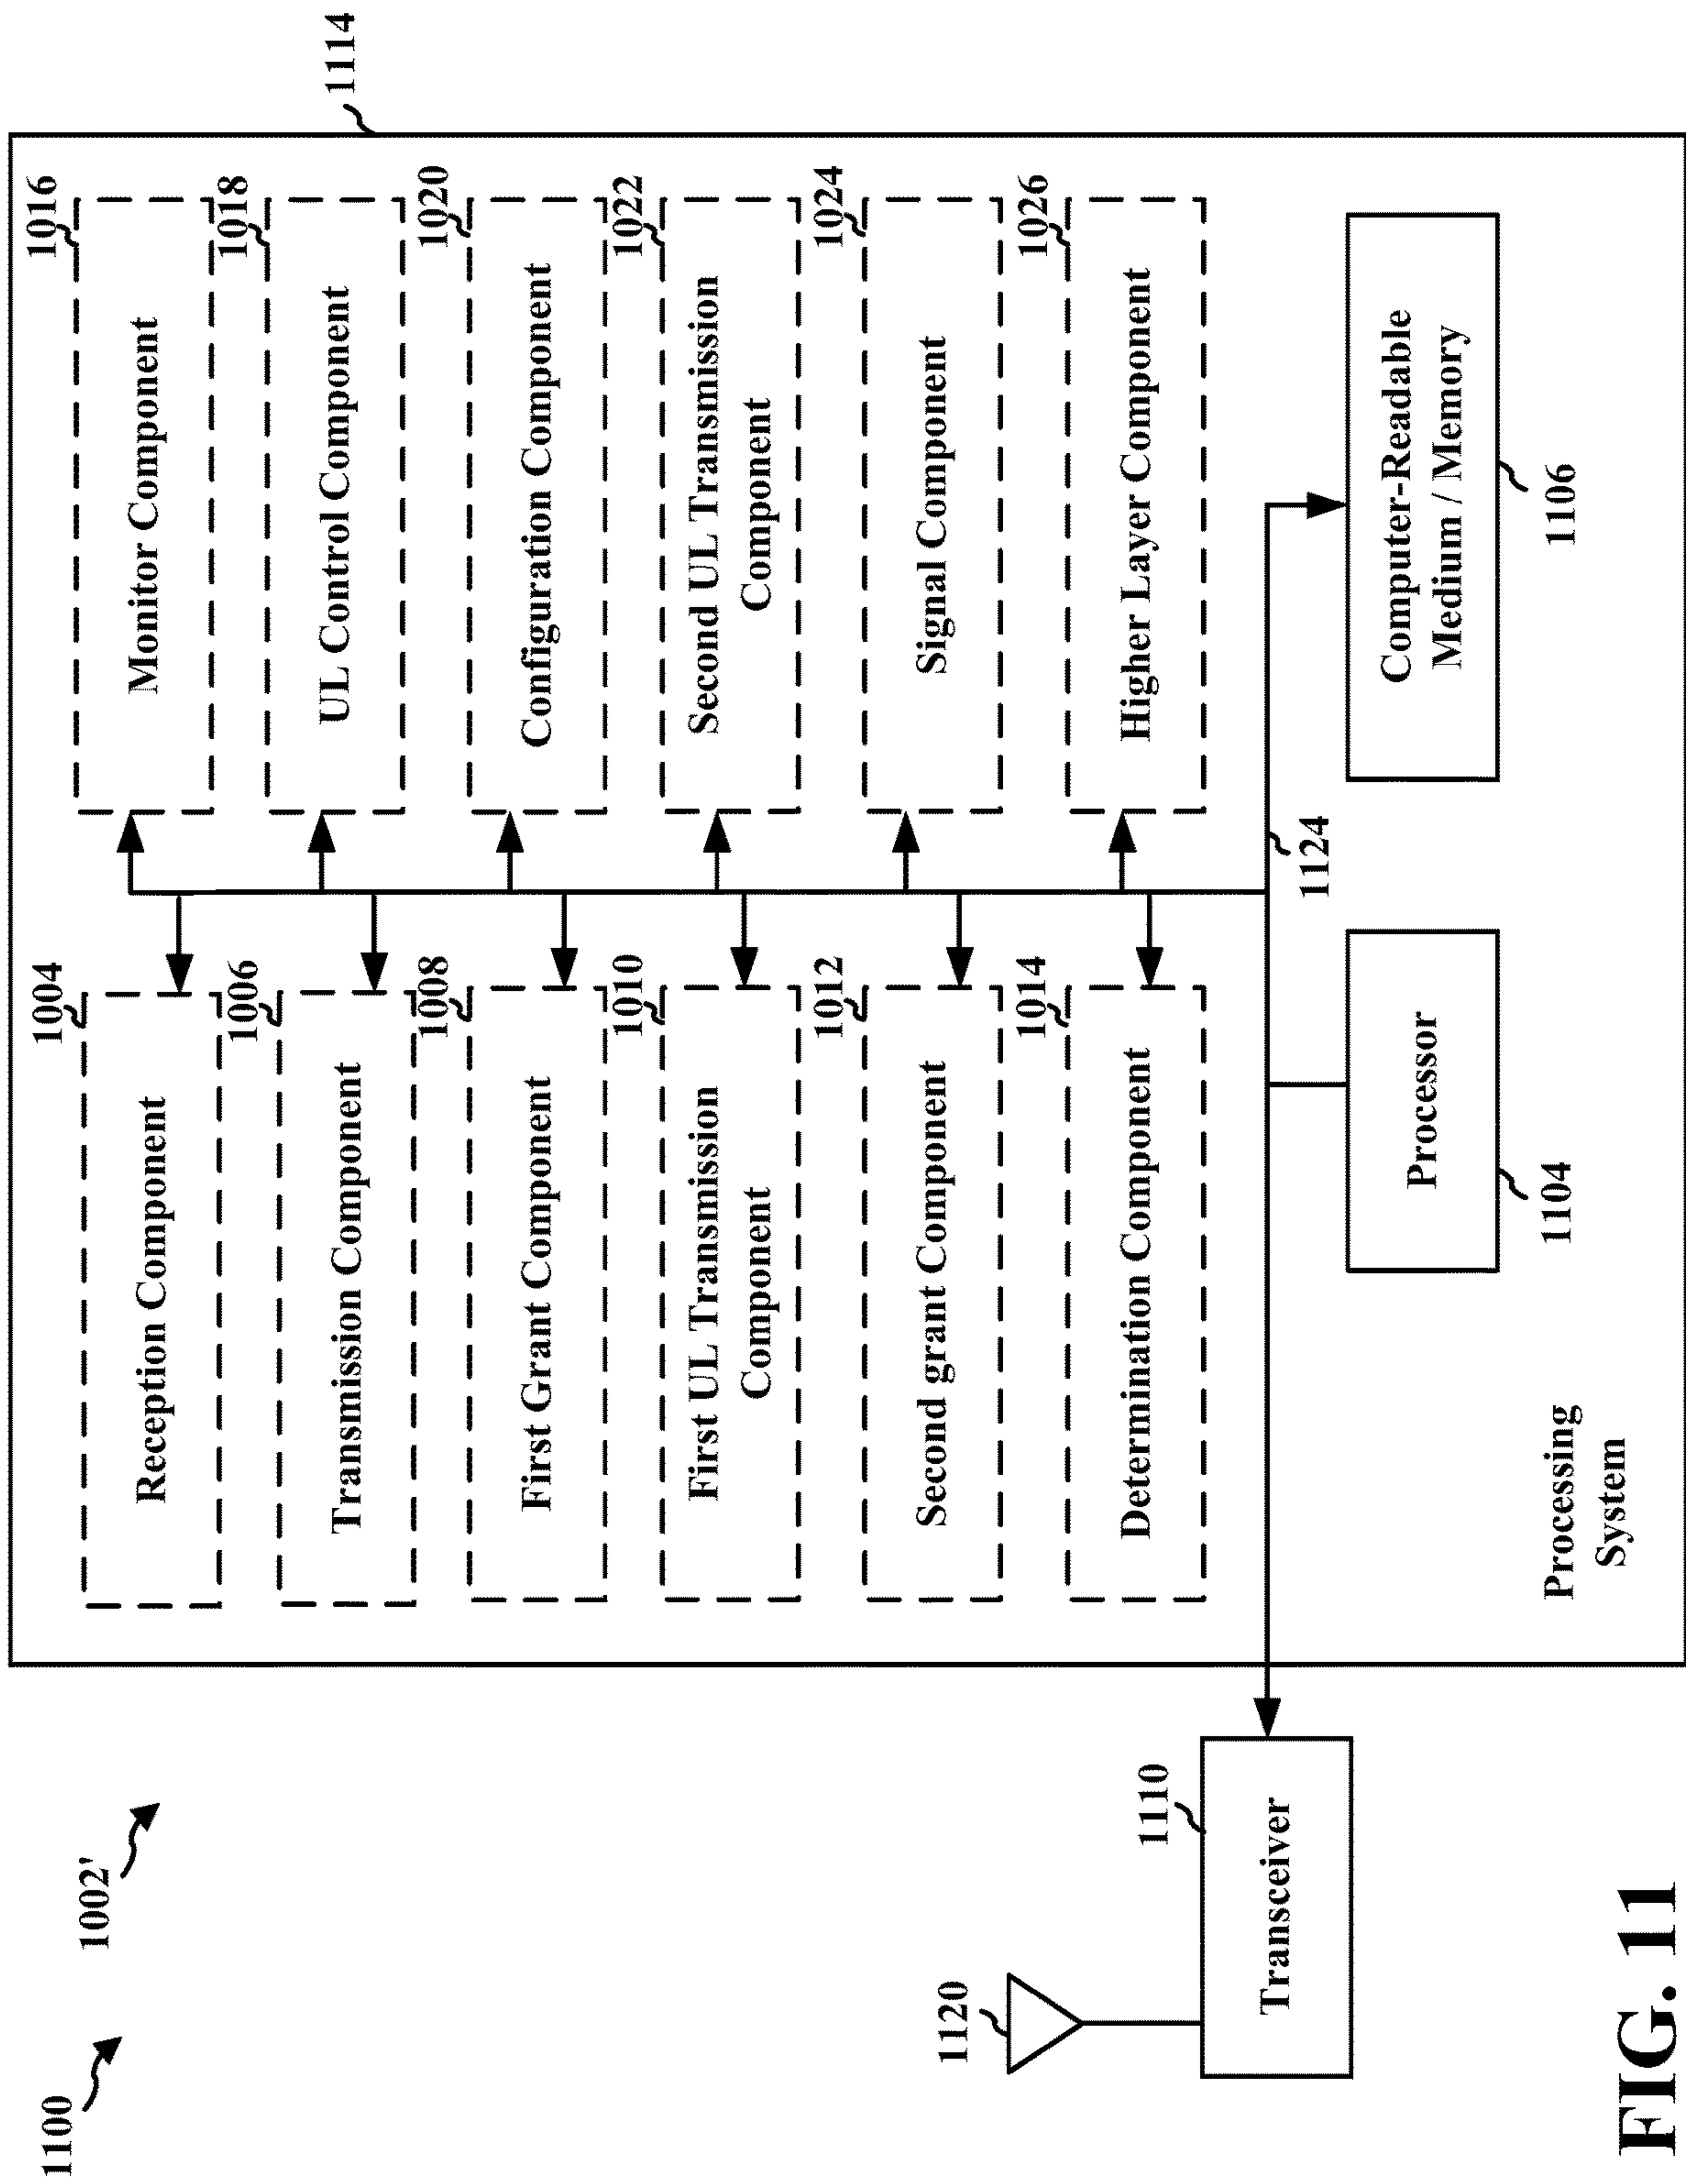 1100
1002'
1114
1004
Reception Component
1016
Monitor Component
1006
Transmission Component
1018
UL Control Component
1008
First Grant Component
1020
Configuration Component
1010
First UL Transmission
Component
1022
Second UL Transmission
Component
1012
Second grant Component
1024
Signal Component
1014
Determination Component
1026
Higher Layer Component
1120
1110
Transceiver
1124
Processor
1104
Computer-Readable
Medium / Memory
1106
Processing
System
FIG. 11